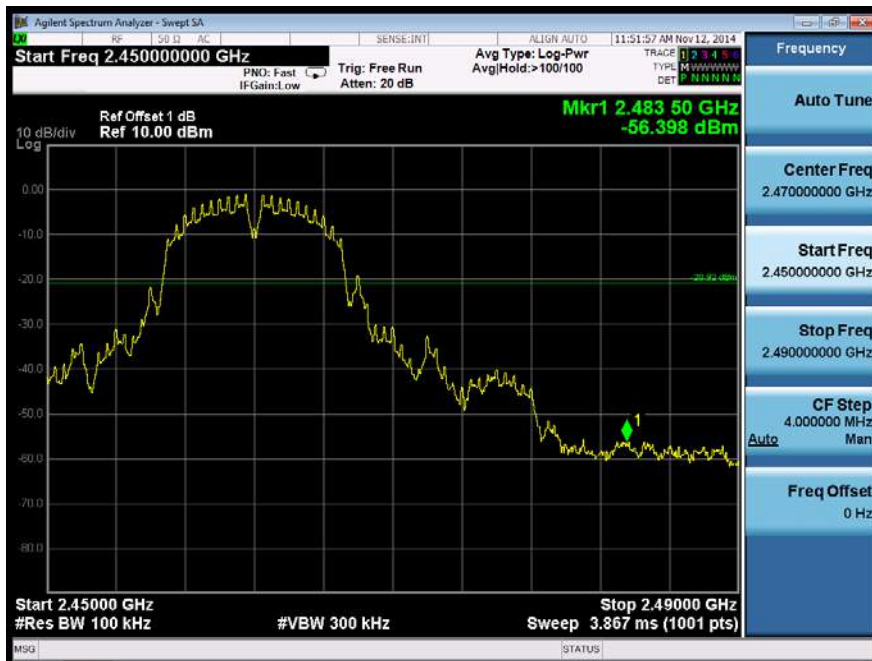 Agilent Spectrum Analyzer - Swept SA
LXI RF 50 Ω AC SENSE:INT ALIGN AUTO 11:51:57 AM Nov 12, 2014
Start Freq 2.450000000 GHz
PNO: Fast
IFGain:Low
Trig: Free Run
Atten: 20 dB
Avg Type: Log-Pwr
Avg|Hold:>100/100
TRACE 1 2 3 4 5 6
TYPE MWWWWW
DET P N N N N N
Ref Offset 1 dB
10 dB/div Ref 10.00 dBm
Log
Mkr1 2.483 50 GHz
-56.398 dBm
0.00
-10.0
-20.0
-20.92 dBm
-30.0
-40.0
-50.0
1
-60.0
-70.0
-80.0
Start 2.45000 GHz Stop 2.49000 GHz
#Res BW 100 kHz #VBW 300 kHz Sweep 3.867 ms (1001 pts)
MSG STATUS
Frequency
Auto Tune
Center Freq
2.470000000 GHz
Start Freq
2.450000000 GHz
Stop Freq
2.490000000 GHz
CF Step
4.000000 MHz
Auto Man
Freq Offset
0 Hz